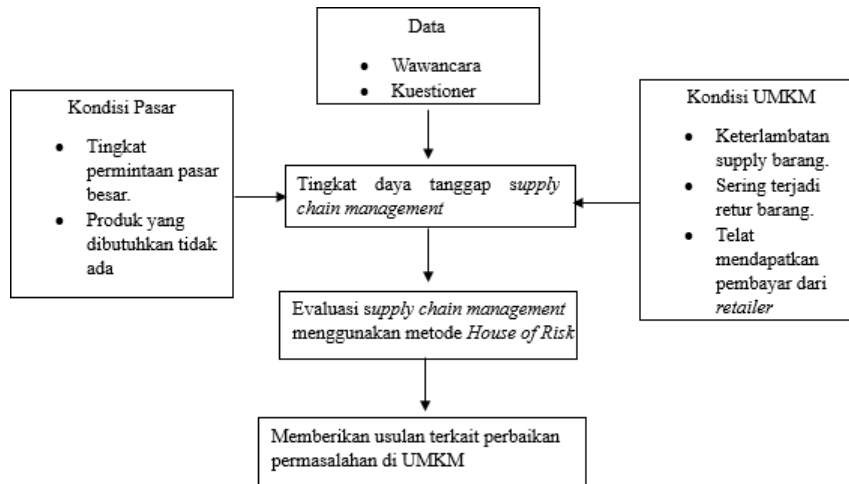 Data
• Wawancara
• Kuestioner
Kondisi Pasar
• Tingkat
permintaan pasar
besar.
• Produk yang
dibutuhkan tidak
ada
Kondisi UMKM
• Keterlambatan
supply barang.
• Sering terjadi
retur barang.
• Telat
mendapatkan
pembayar dari
retailer
Tingkat daya tanggap supply
chain management
Evaluasi supply chain management
menggunakan metode House of Risk
Memberikan usulan terkait perbaikan
permasalahan di UMKM